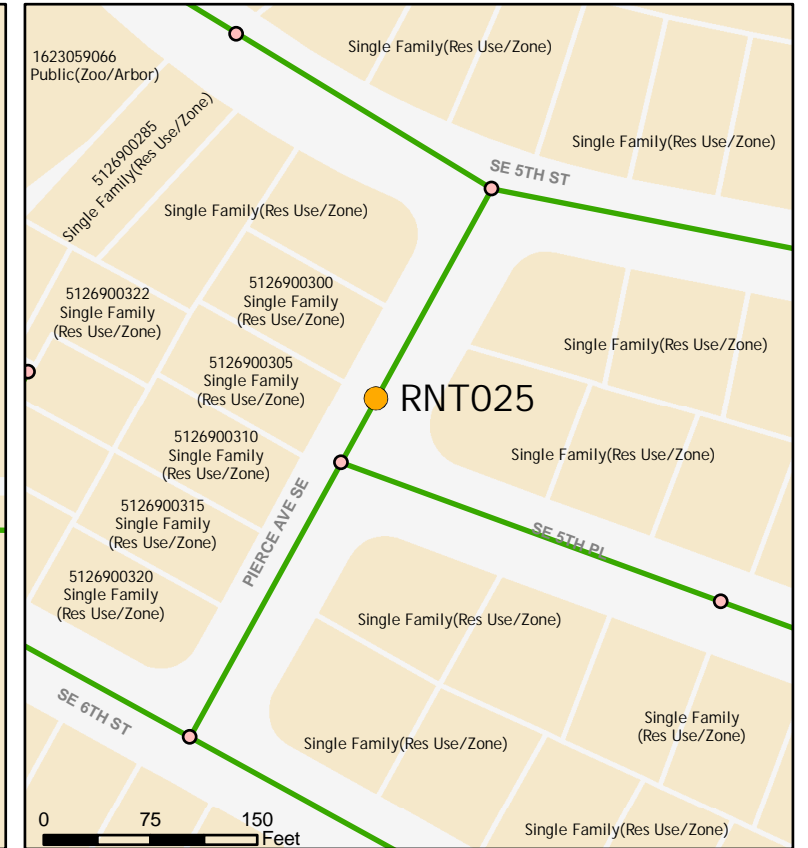 1623059066
Public(Zoo/Arbor)
Single Family(Res Use/Zone)
5126900285
Single Family(Res Use/Zone)
Single Family(Res Use/Zone)
SE 5TH ST
Single Family(Res Use/Zone)
5126900322
Single Family
(Res Use/Zone)
5126900300
Single Family
(Res Use/Zone)
Single Family(Res Use/Zone)
5126900305
Single Family
(Res Use/Zone)
RNT025
5126900310
Single Family
(Res Use/Zone)
Single Family(Res Use/Zone)
5126900315
Single Family
(Res Use/Zone)
PIERCE AVE SE
SE 5TH PL
5126900320
Single Family
(Res Use/Zone)
Single Family(Res Use/Zone)
SE 6TH ST
Single Family
(Res Use/Zone)
Single Family(Res Use/Zone)
0 75 150
Feet
Single Family(Res Use/Zone)